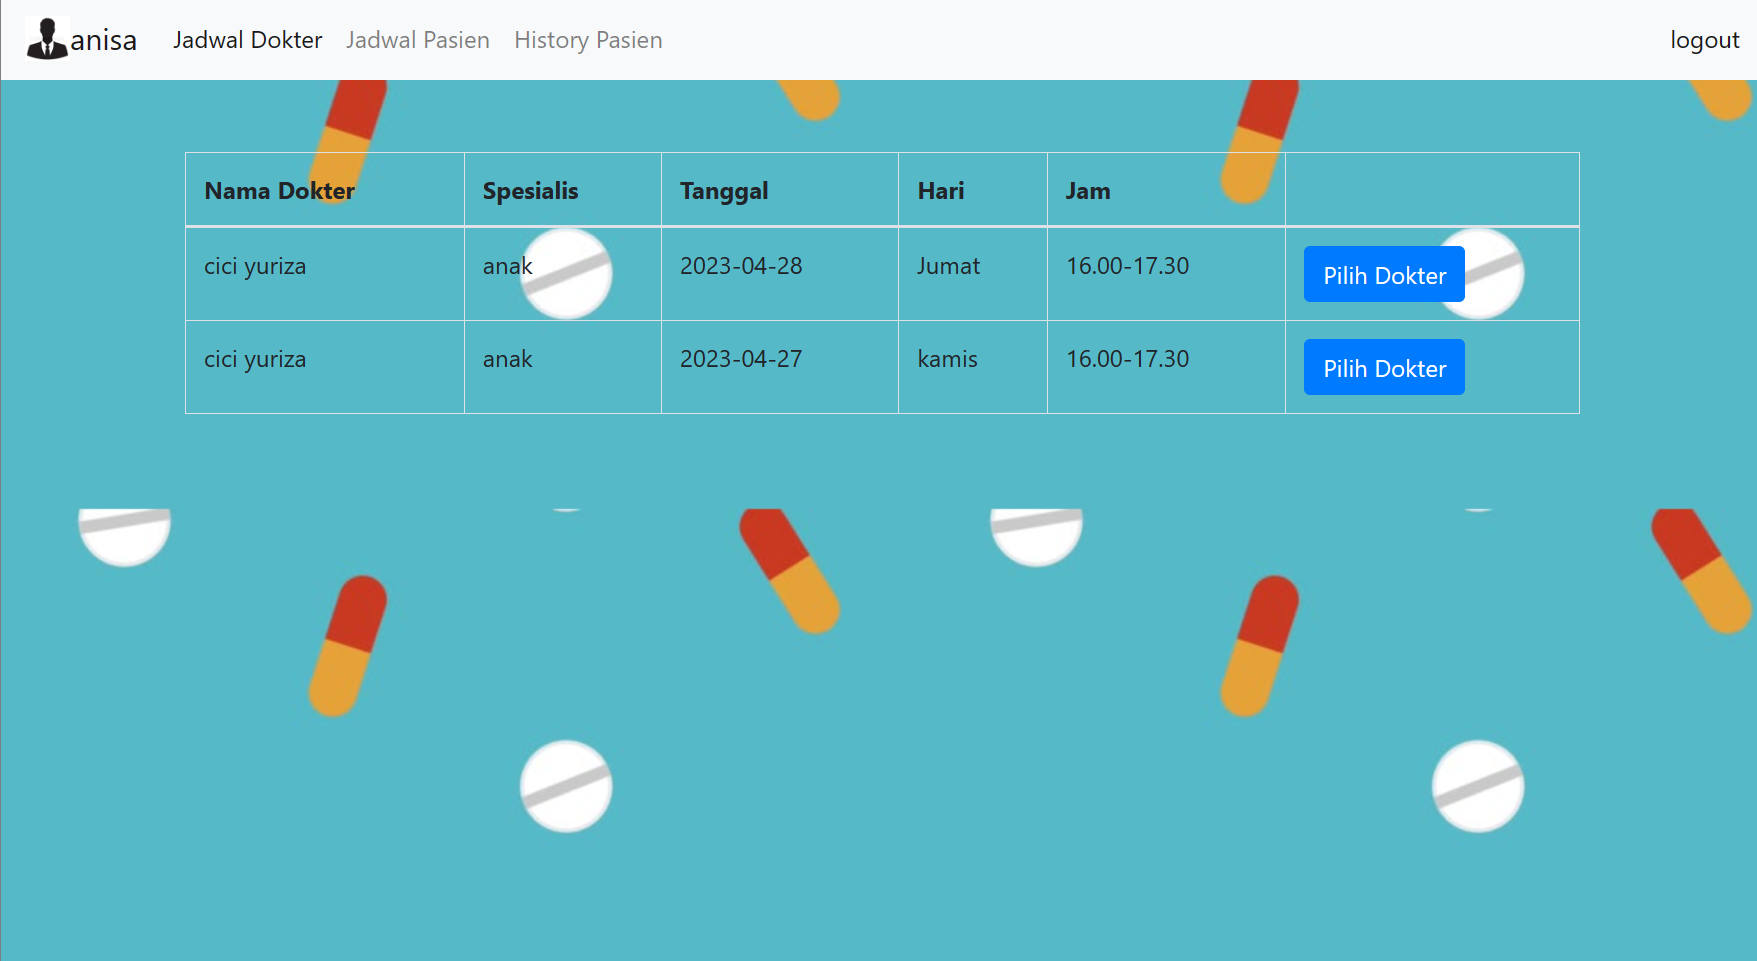 anisa Jadwal Dokter Jadwal Pasien History Pasien logout
Nama Dokter Spesialis Tanggal Hari Jam
cici yuriza anak 2023-04-28 Jumat 16.00-17.30 Pilih Dokter
cici yuriza anak 2023-04-27 kamis 16.00-17.30 Pilih Dokter